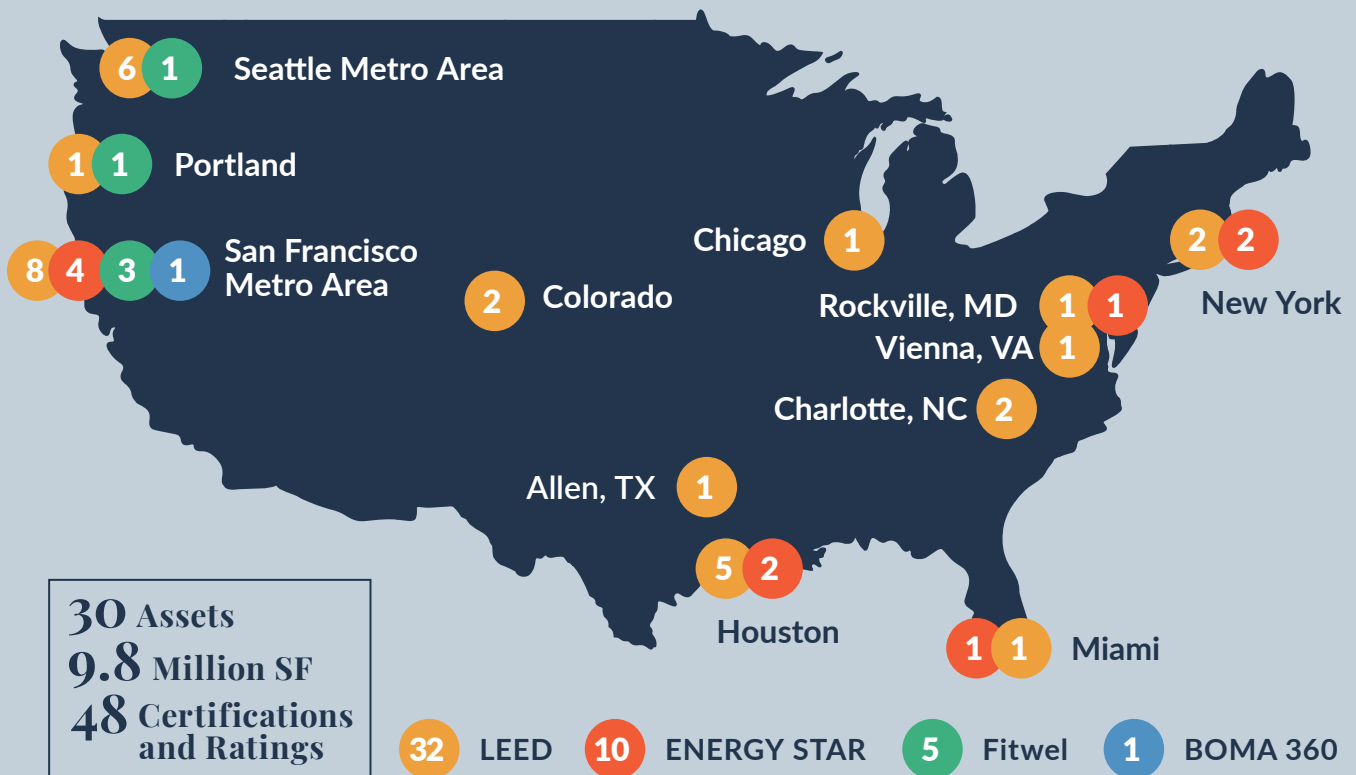 6 1 Seattle Metro Area
1 1 Portland
8 4 3 1 San Francisco
Metro Area
2 Colorado
Chicago 1
2 2
New York
Rockville, MD 1 1
Vienna, VA 1
Charlotte, NC 2
Allen, TX 1
5 2
Houston
1 1 Miami
30 Assets
9.8 Million SF
48 Certifications
and Ratings
32 LEED 10 ENERGY STAR 5 Fitwel 1 BOMA 360